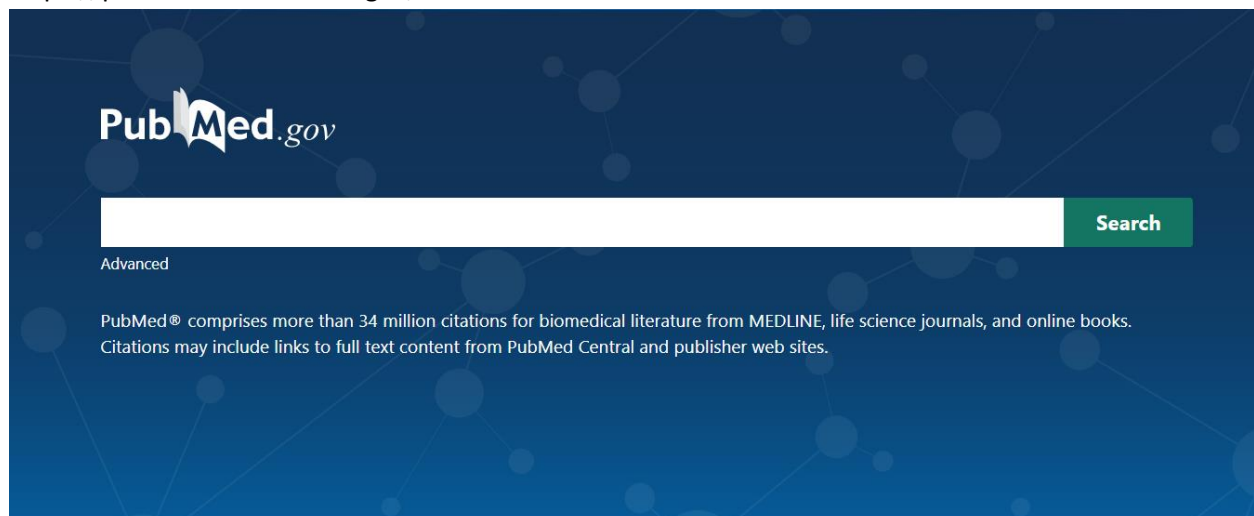 PubMed.gov
Search
Advanced
PubMed® comprises more than 34 million citations for biomedical literature from MEDLINE, life science journals, and online books.
Citations may include links to full text content from PubMed Central and publisher web sites.